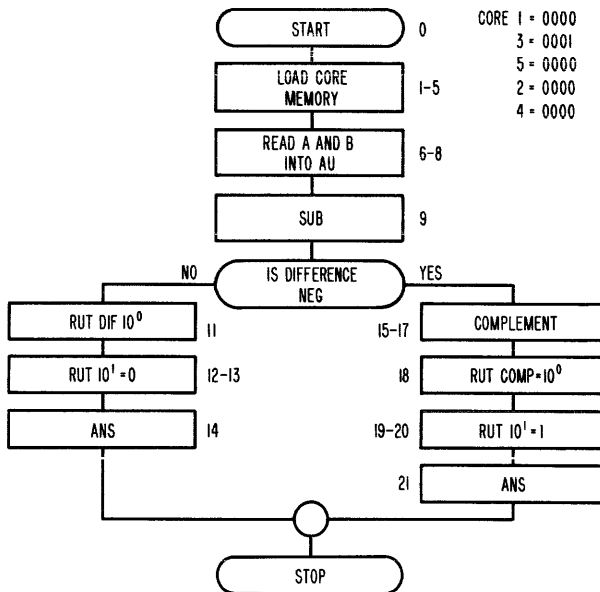 START
0
CORE 1 = 0000
3 = 0001
5 = 0000
2 = 0000
4 = 0000
LOAD CORE
MEMORY
1-5
READ A AND B
INTO AU
6-8
SUB
9
NO
IS DIFFERENCE
NEG
YES
RUT DIF 10⁰
11
15-17
COMPLEMENT
RUT 10¹=0
12-13
18
RUT COMP=10⁰
ANS
14
19-20
RUT 10¹=1
21
ANS
STOP